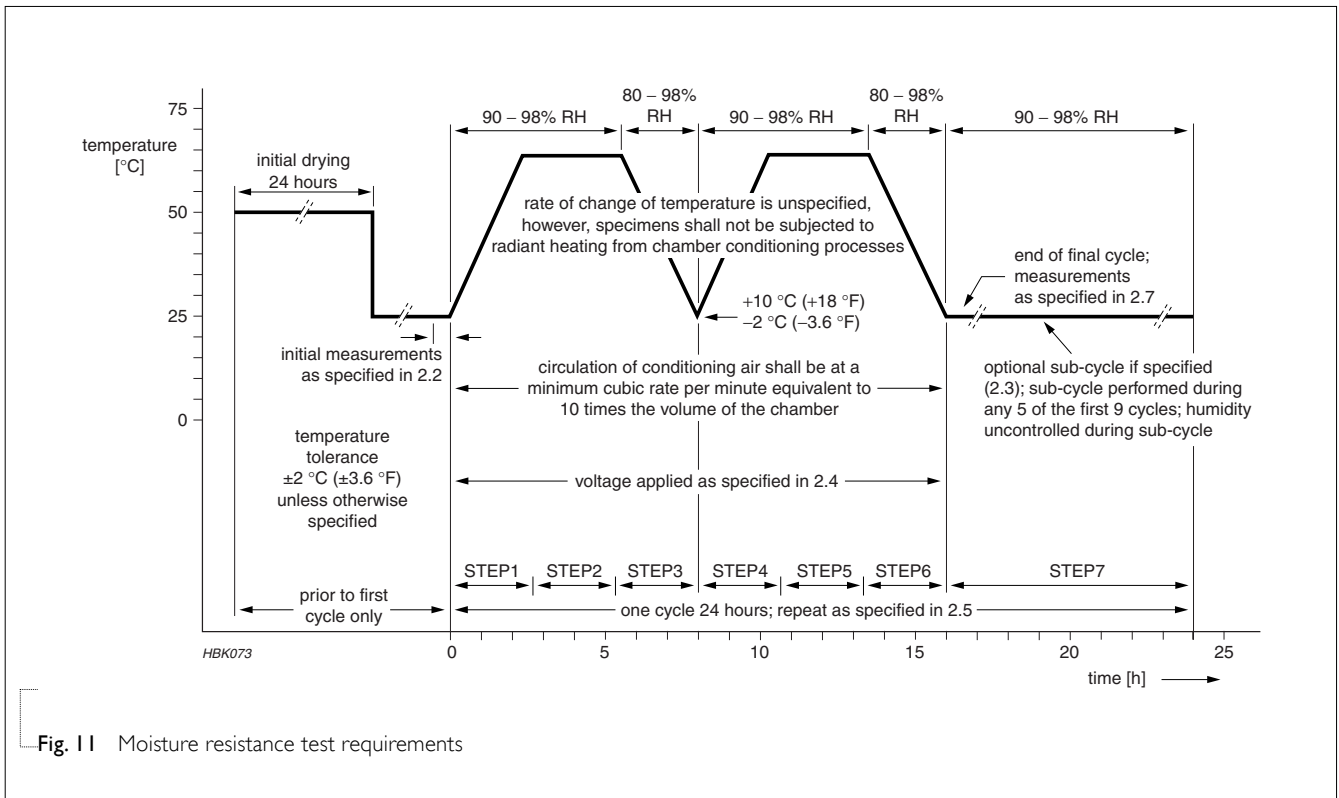 80 – 98%
RH
80 – 98%
RH
90 – 98% RH
90 – 98% RH
90 – 98% RH
75
temperature
[°C]
50
25
0
initial drying
24 hours
rate of change of temperature is unspecified,
however, specimens shall not be subjected to
radiant heating from chamber conditioning processes
end of final cycle;
measurements
as specified in 2.7
+10 °C (+18 °F)
–2 °C (–3.6 °F)
initial measurements
as specified in 2.2
circulation of conditioning air shall be at a
minimum cubic rate per minute equivalent to
10 times the volume of the chamber
optional sub-cycle if specified
(2.3); sub-cycle performed during
any 5 of the first 9 cycles; humidity
uncontrolled during sub-cycle
temperature
tolerance
±2 °C (±3.6 °F)
unless otherwise
specified
voltage applied as specified in 2.4
STEP1
STEP2
STEP3
STEP4
STEP5
STEP6
STEP7
prior to first
cycle only
one cycle 24 hours; repeat as specified in 2.5
HBK073
0
5
10
15
20
25
time [h]
Fig. 11 Moisture resistance test requirements